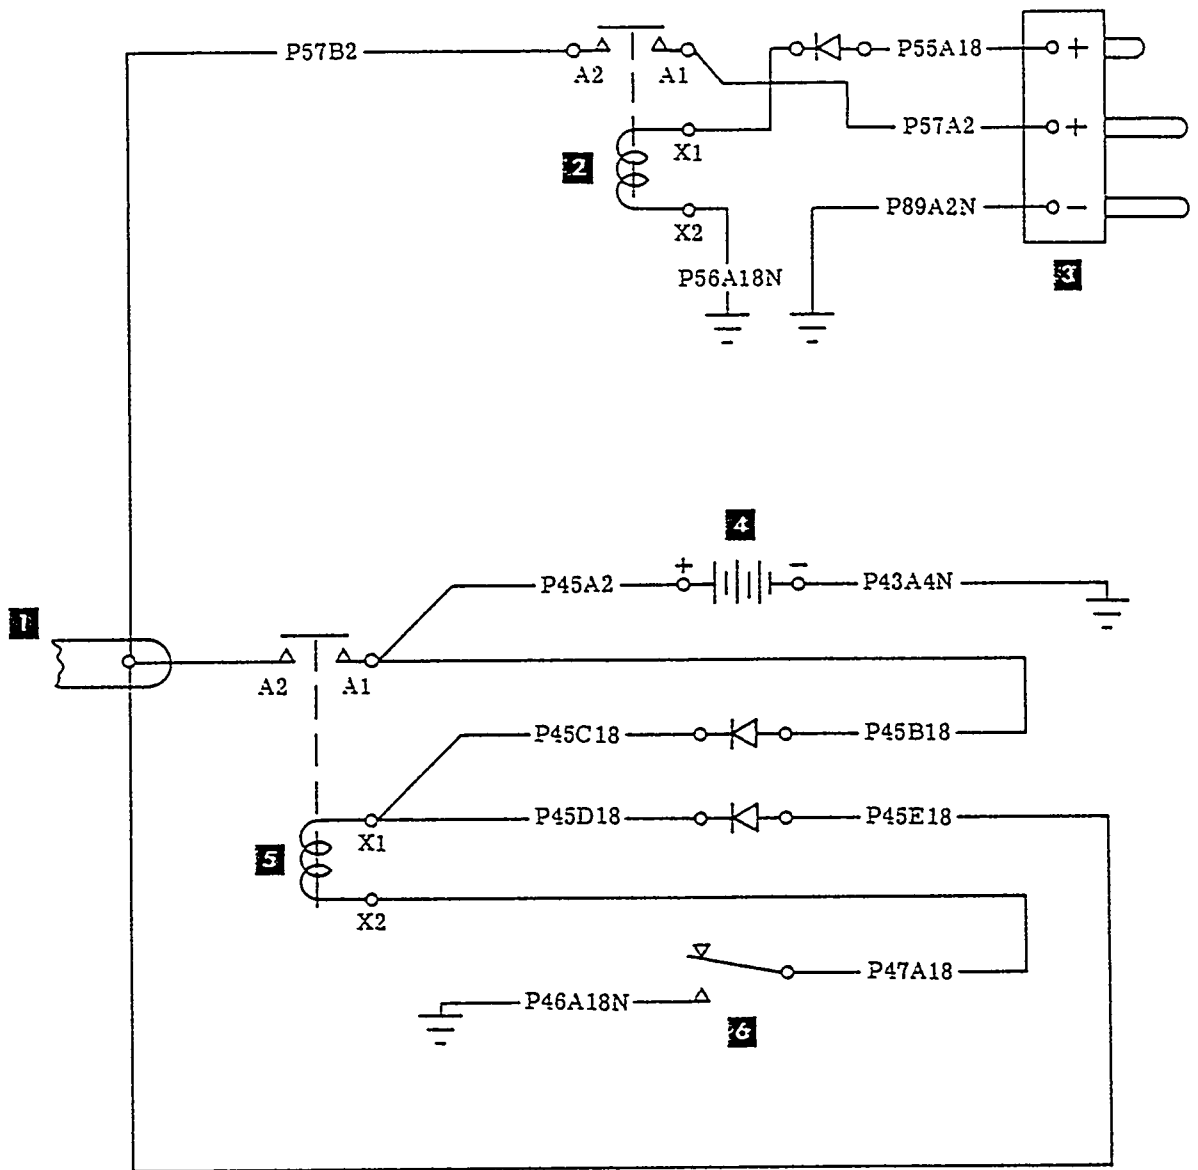 P57B2
A2 A1
P55A18
+
P57A2
+
X1
2
P89A2N
−
X2
P56A18N
3
4
P45A2
+
−
P43A4N
1
A2 A1
P45C18
P45B18
P45D18
P45E18
X1
5
X2
P47A18
P46A18N
6